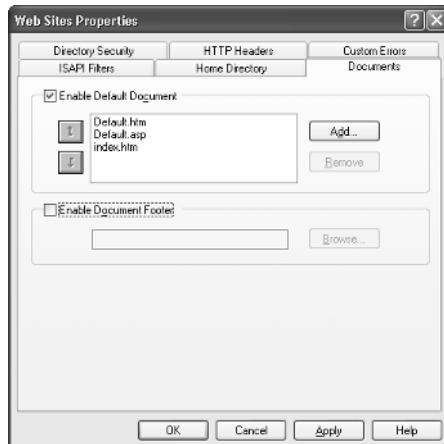 Web Sites Properties
Directory Security HTTP Headers Custom Errors
ISAPI Filters Home Directory Documents
Enable Default Document
Default.htm
Default.asp
index.htm
Add...
Remove
Enable Document Footer
Browse...
OK Cancel Apply Help